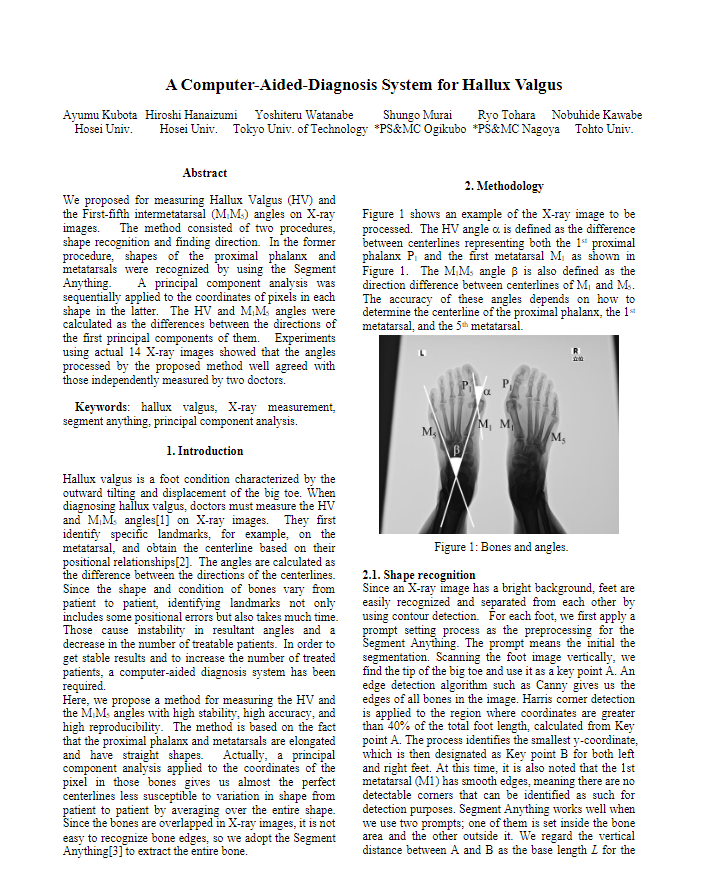 A Computer-Aided-Diagnosis System for Hallux Valgus
Ayumu Kubota Hiroshi Hanaizumi Yoshiteru Watanabe Shungo Murai Ryo Tohara Nobuhide Kawabe
Hosei Univ. Hosei Univ. Tokyo Univ. of Technology *PS&MC Ogikubo *PS&MC Nagoya Tohto Univ.
Abstract
We proposed for measuring Hallux Valgus (HV) and
the First-fifth intermetatarsal (M₁M₅) angles on X-ray
images. The method consisted of two procedures,
shape recognition and finding direction. In the former
procedure, shapes of the proximal phalanx and
metatarsals were recognized by using the Segment
Anything. A principal component analysis was
sequentially applied to the coordinates of pixels in each
shape in the latter. The HV and M₁M₅ angles were
calculated as the differences between the directions of
the first principal components of them. Experiments
using actual 14 X-ray images showed that the angles
processed by the proposed method well agreed with
those independently measured by two doctors.
Keywords: hallux valgus, X-ray measurement,
segment anything, principal component analysis.
1. Introduction
Hallux valgus is a foot condition characterized by the
outward tilting and displacement of the big toe. When
diagnosing hallux valgus, doctors must measure the HV
and M₁M₅ angles[1] on X-ray images. They first
identify specific landmarks, for example, on the
metatarsal, and obtain the centerline based on their
positional relationships[2]. The angles are calculated as
the difference between the directions of the centerlines.
Since the shape and condition of bones vary from
patient to patient, identifying landmarks not only
includes some positional errors but also takes much time.
Those cause instability in resultant angles and a
decrease in the number of treatable patients. In order to
get stable results and to increase the number of treated
patients, a computer-aided diagnosis system has been
required.
Here, we propose a method for measuring the HV and
the M₁M₅ angles with high stability, high accuracy, and
high reproducibility. The method is based on the fact
that the proximal phalanx and metatarsals are elongated
and have straight shapes. Actually, a principal
component analysis applied to the coordinates of the
pixel in those bones gives us almost the perfect
centerlines less susceptible to variation in shape from
patient to patient by averaging over the entire shape.
Since the bones are overlapped in X-ray images, it is not
easy to recognize bone edges, so we adopt the Segment
Anything[3] to extract the entire bone.
2. Methodology
Figure 1 shows an example of the X-ray image to be
processed. The HV angle α is defined as the difference
between centerlines representing both the 1st proximal
phalanx P₁ and the first metatarsal M₁ as shown in
Figure 1. The M₁M₅ angle β is also defined as the
direction difference between centerlines of M₁ and M₅.
The accuracy of these angles depends on how to
determine the centerline of the proximal phalanx, the 1st
metatarsal, and the 5th metatarsal.
L
R
P₁ α P₁
M₅ M₁ M₁ M₅
β
Figure 1: Bones and angles.
2.1. Shape recognition
Since an X-ray image has a bright background, feet are
easily recognized and separated from each other by
using contour detection. For each foot, we first apply a
prompt setting process as the preprocessing for the
Segment Anything. The prompt means the initial the
segmentation. Scanning the foot image vertically, we
find the tip of the big toe and use it as a key point A. An
edge detection algorithm such as Canny gives us the
edges of all bones in the image. Harris corner detection
is applied to the region where coordinates are greater
than 40% of the total foot length, calculated from Key
point A. The process identifies the smallest y-coordinate,
which is then designated as Key point B for both left
and right feet. At this time, it is also noted that the 1st
metatarsal (M1) has smooth edges, meaning there are no
detectable corners that can be identified as such for
detection purposes. Segment Anything works well when
we use two prompts; one of them is set inside the bone
area and the other outside it. We regard the vertical
distance between A and B as the base length L for the